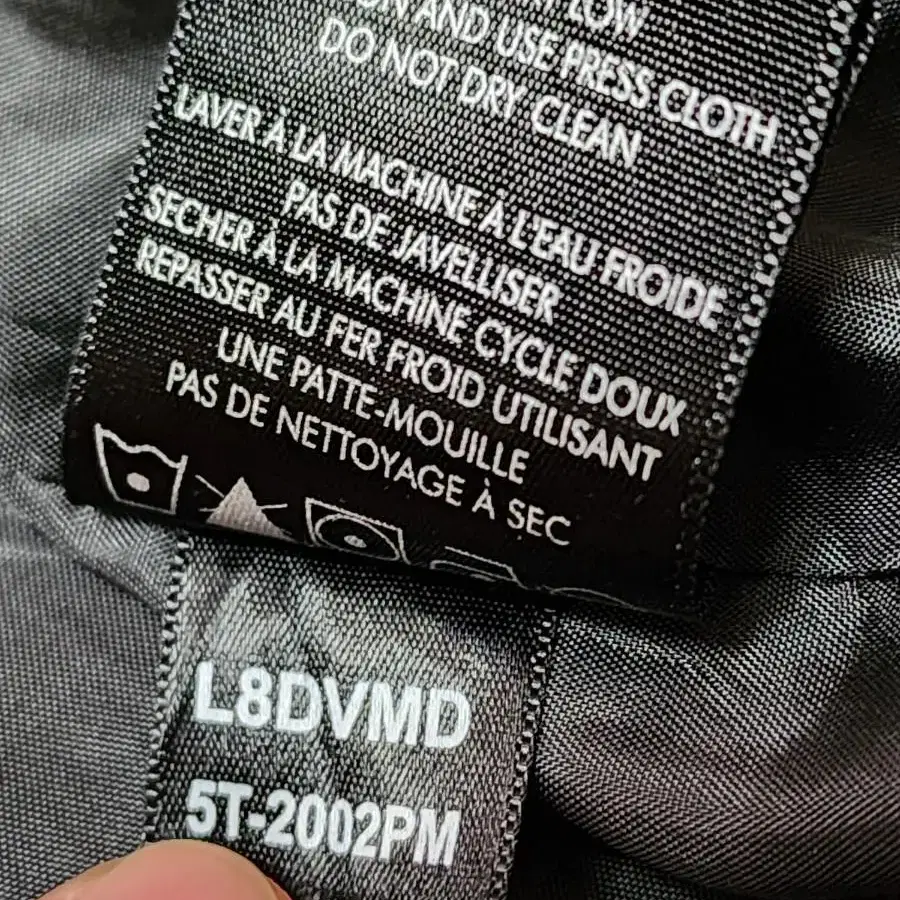 LOW
ON AND USE PRESS CLOTH
DO NOT DRY CLEAN
LAVER À LA MACHINE A L'EAU FROIDE
PAS DE JAVELLISER
SECHER À LA MACHINE CYCLE DOUX
REPASSER AU FER FROID UTILISANT
UNE PATTE-MOUILLE
PAS DE NETTOYAGE À SEC
L8DVMD
5T-2002PM